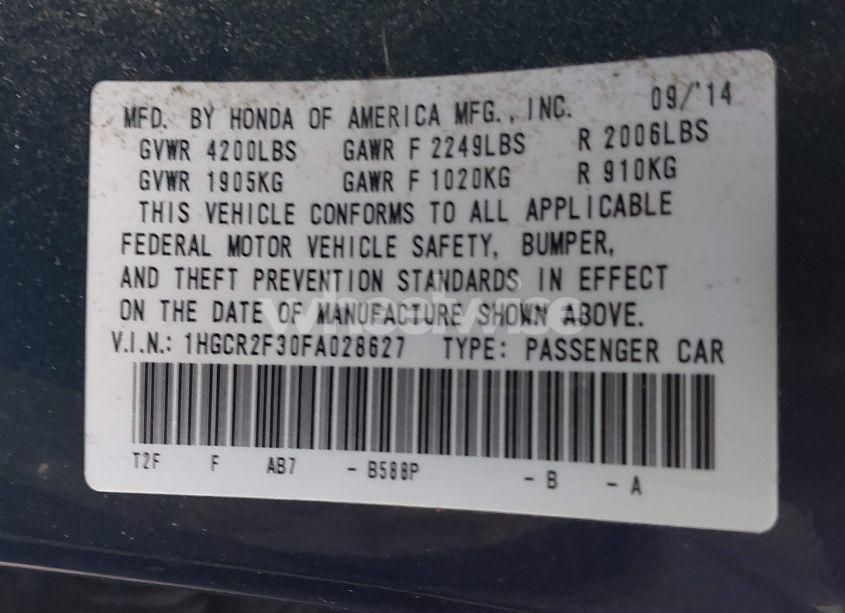 MFD. BY HONDA OF AMERICA MFG., INC. 09/'14
GVWR 4200LBS GAWR F 2249LBS R 2006LBS
GVWR 1905KG GAWR F 1020KG R 910KG
THIS VEHICLE CONFORMS TO ALL APPLICABLE
FEDERAL MOTOR VEHICLE SAFETY, BUMPER,
AND THEFT PREVENTION STANDARDS IN EFFECT
ON THE DATE OF MANUFACTURE SHOWN ABOVE.
V.I.N.: 1HGCR2F30FA028627 TYPE: PASSENGER CAR
T2F F AB7 - B588P - B - A